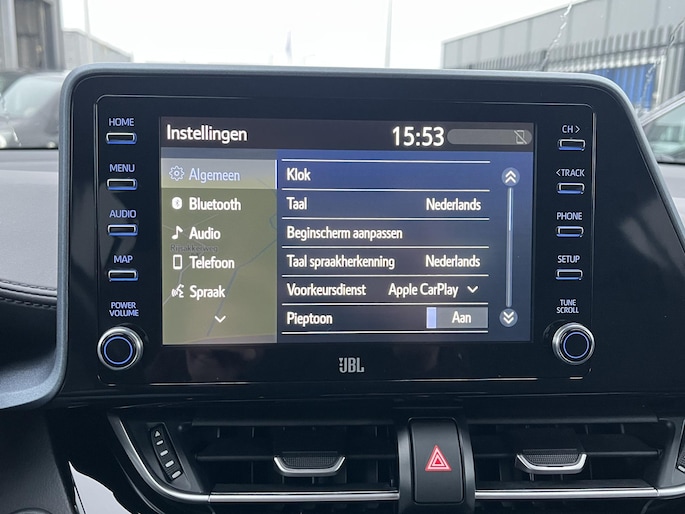 HOME
MENU
AUDIO
MAP
POWER
VOLUME
Instellingen
15:53
Algemeen
Bluetooth
Audio
Telefoon
Spraak
Klok
Taal Nederlands
Beginscherm aanpassen
Taal spraakherkenning Nederlands
Voorkeursdienst Apple CarPlay
Pieptoon Aan
CH >
< TRACK
PHONE
SETUP
TUNE
SCROLL
JBL